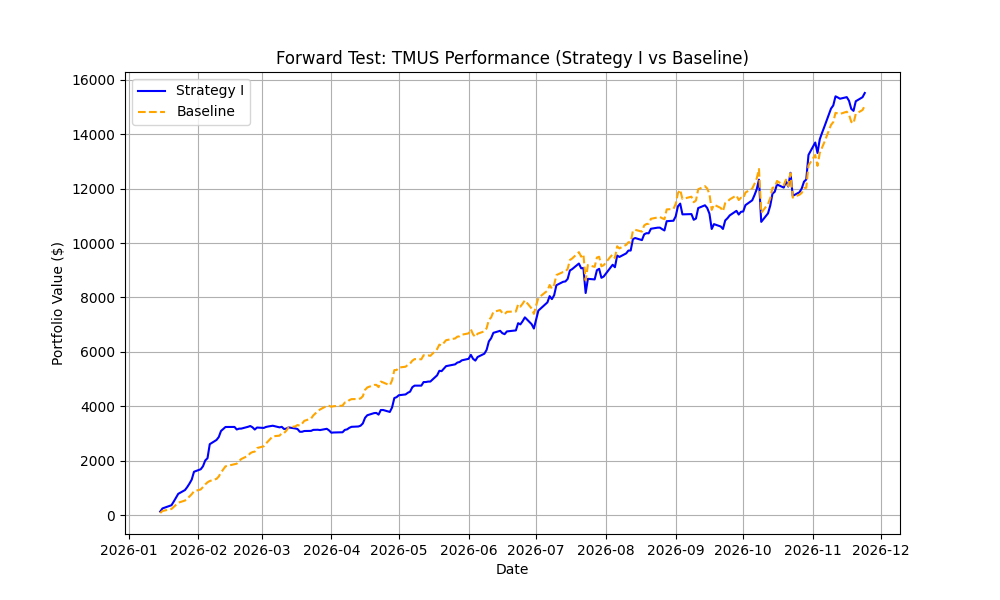 Forward Test: TMUS Performance (Strategy I vs Baseline)
Strategy I
Baseline
Portfolio Value ($)
16000
14000
12000
10000
8000
6000
4000
2000
0
2026-01 2026-02 2026-03 2026-04 2026-05 2026-06 2026-07 2026-08 2026-09 2026-10 2026-11 2026-12
Date